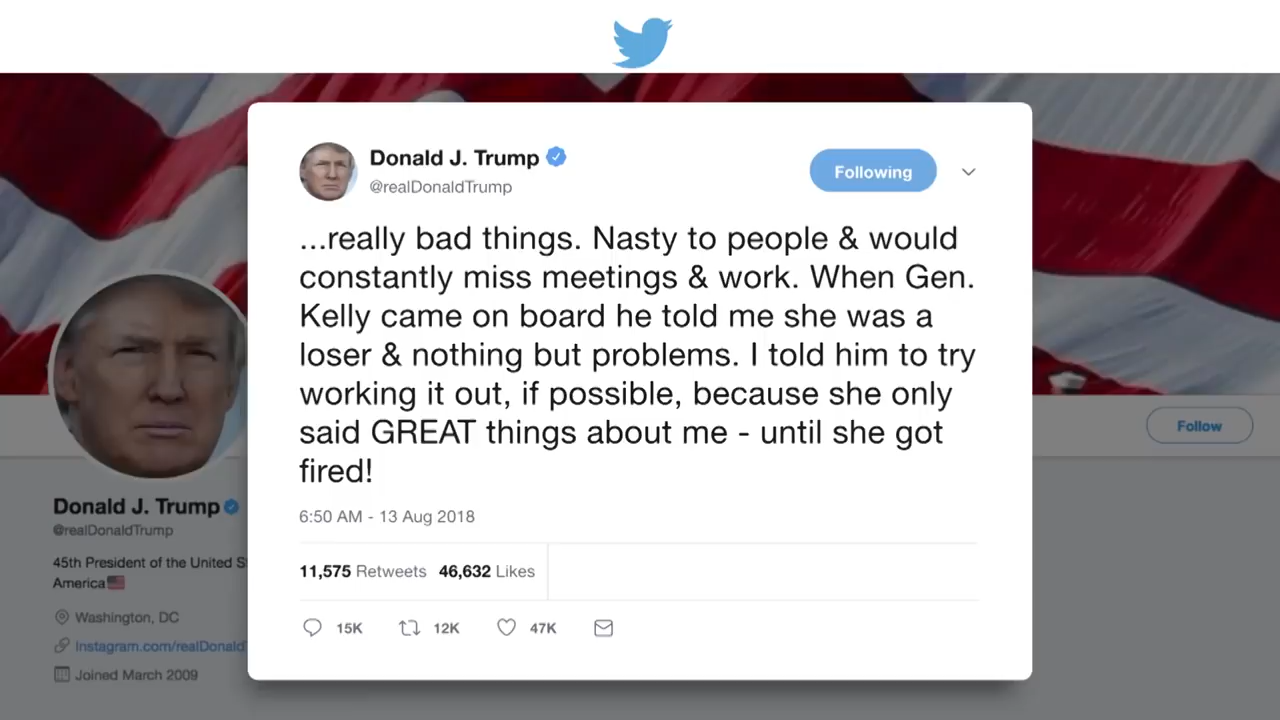 Donald J. Trump
@realDonaldTrump
Following
...really bad things. Nasty to people & would
constantly miss meetings & work. When Gen.
Kelly came on board he told me she was a
loser & nothing but problems. I told him to try
working it out, if possible, because she only
said GREAT things about me - until she got
fired!
6:50 AM - 13 Aug 2018
11,575 Retweets 46,632 Likes
15K 12K 47K
Follow
Donald J. Trump
@realDonaldTrump
45th President of the United S
America
Washington, DC
Instagram.com/realDonald
Joined March 2009